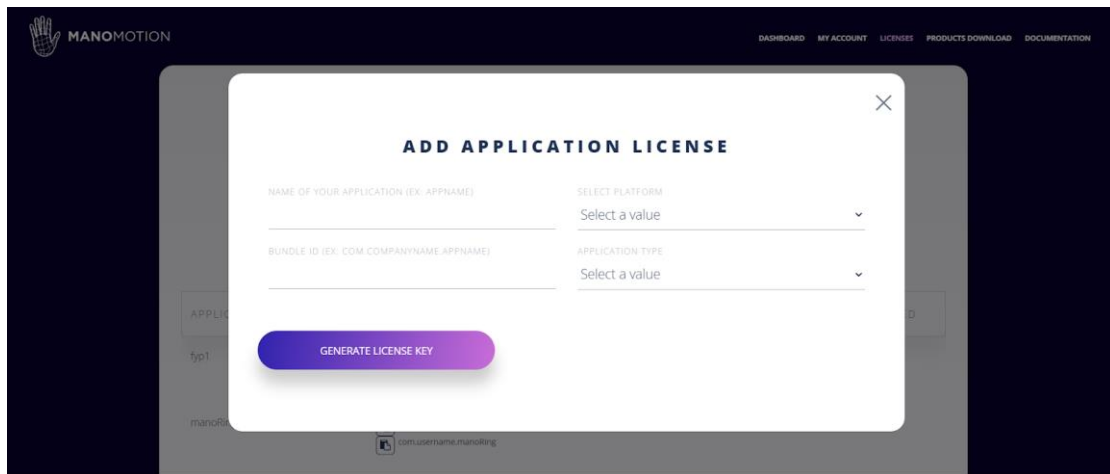 MANOMOTION
DASHBOARD MY ACCOUNT LICENSES PRODUCTS DOWNLOAD DOCUMENTATION
ADD APPLICATION LICENSE
NAME OF YOUR APPLICATION (EX: APPNAME) SELECT PLATFORM
Select a value
BUNDLE ID (EX: COM.COMPANYNAME.APPNAME) APPLICATION TYPE
Select a value
APPLIC D
GENERATE LICENSE KEY
fyp1
manoRi
com.username.manoRing